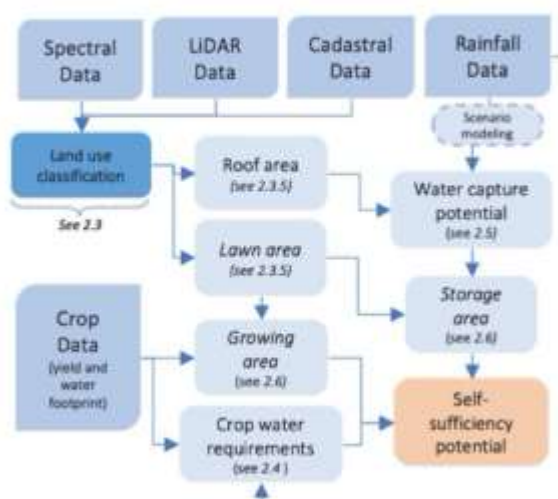 Spectral
Data
LiDAR
Data
Cadastral
Data
Rainfall
Data
Scenario
modeling
Land use
classification
See 2.3
Roof area
(see 2.3.5)
Water capture
potential
(see 2.5)
Lawn area
(see 2.3.5)
Storage
area
(see 2.6)
Crop
Data
(yield and
water
footprint)
Growing
area
(see 2.6)
Crop water
requirements
(see 2.4 )
Self-
sufficiency
potential